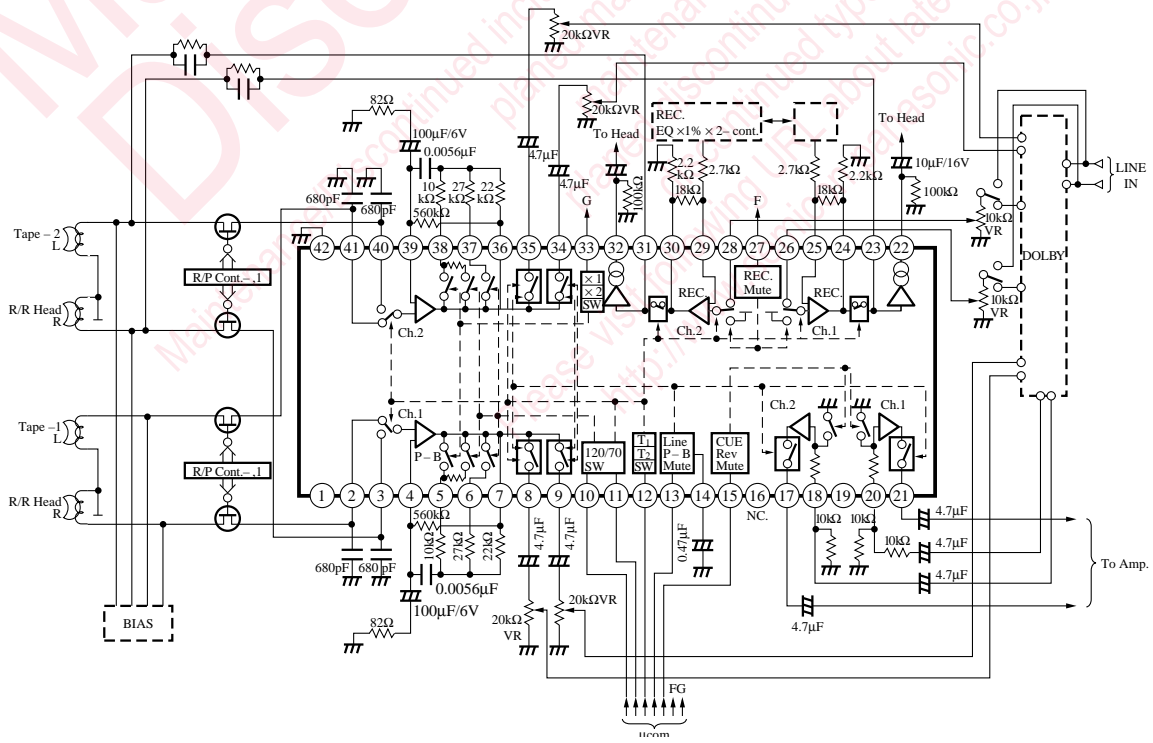 20kΩVR
82Ω
100μF/6V
0.0056μF
4.7μF
4.7μF
20kΩVR
To Head
REC.
EQ ×1% ×2– cont.
To Head
10μF/16V
680pF
680pF
10 kΩ
27 kΩ
22 kΩ
560kΩ
G
100kΩ
2.2 kΩ
2.7kΩ
18kΩ
F
2.7kΩ
2.2kΩ
18kΩ
100kΩ
LINE IN
Tape – 2
L
R/P Cont.–,1
R/R Head
R
42 41 40 39 38 37 36 35 34 33 32 31 30 29 28 27 26 25 24 23 22
10kΩ VR
DOLBY
10kΩ VR
× 1
× 2
SW
REC.
REC. Mute
REC.
Ch.2
Ch.2
Ch.1
Tape –1
L
R/P Cont.–,1
R/R Head
R
Ch.1
P – B
120/70 SW
T1
T2
SW
Line P – B Mute
CUE Rev Mute
Ch.2
Ch.1
1 2 3 4 5 6 7 8 9 10 11 12 13 14 15 16 17 18 19 20 21
NC.
680pF
680 pF
560kΩ
10kΩ
27kΩ
22kΩ
0.0056μF
100μF/6V
82Ω
4.7μF
4.7μF
0.47μF
10kΩ
10kΩ
10kΩ
4.7μF
4.7μF
4.7μF
4.7μF
To Amp.
20kΩ VR
20kΩVR
BIAS
FG
μcom